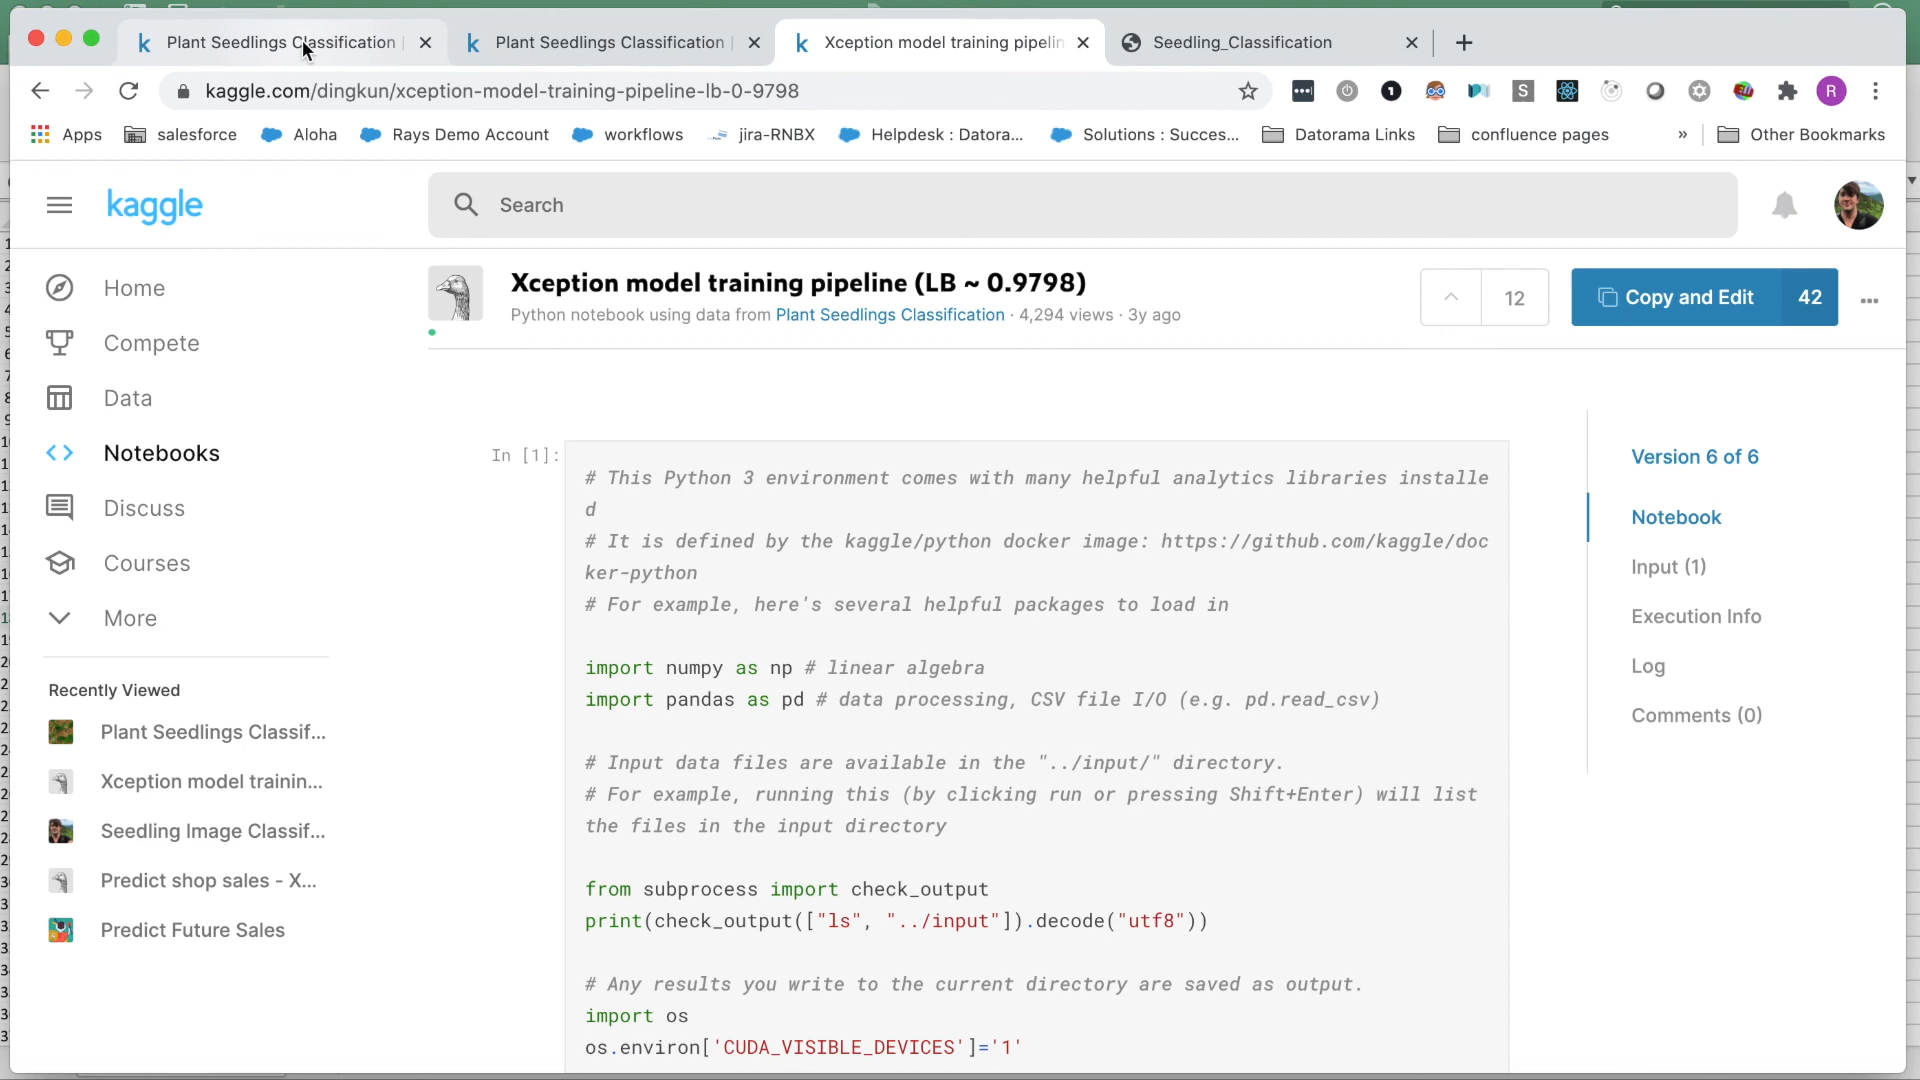 Plant Seedlings Classification
Plant Seedlings Classification
Xception model training pipelin
Seedling_Classification
kaggle.com/dingkun/xception-model-training-pipeline-lb-0-9798
S
R
Apps
salesforce
Aloha
Rays Demo Account
workflows
jira-RNBX
Helpdesk : Datora...
Solutions : Succes...
Datorama Links
confluence pages
»
Other Bookmarks
kaggle
Search
Home
Compete
Data
Notebooks
Discuss
Courses
More
Recently Viewed
Plant Seedlings Classif...
Xception model trainin...
Seedling Image Classif...
Predict shop sales - X...
Predict Future Sales
Xception model training pipeline (LB ~ 0.9798)
Python notebook using data from Plant Seedlings Classification · 4,294 views · 3y ago
12
Copy and Edit
42
In [1]:
# This Python 3 environment comes with many helpful analytics libraries installe
d
# It is defined by the kaggle/python docker image: https://github.com/kaggle/doc
ker-python
# For example, here's several helpful packages to load in
import numpy as np # linear algebra
import pandas as pd # data processing, CSV file I/O (e.g. pd.read_csv)
# Input data files are available in the "../input/" directory.
# For example, running this (by clicking run or pressing Shift+Enter) will list
the files in the input directory
from subprocess import check_output
print(check_output(["ls", "../input"]).decode("utf8"))
# Any results you write to the current directory are saved as output.
import os
os.environ['CUDA_VISIBLE_DEVICES']='1'
Version 6 of 6
Notebook
Input (1)
Execution Info
Log
Comments (0)